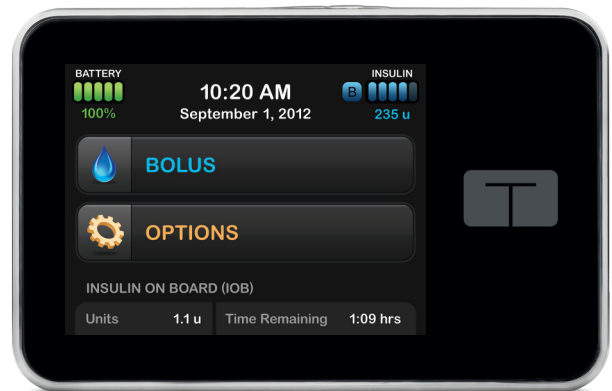 BATTERY
10:20 AM
INSULIN
B
100%
September 1, 2012
235 u
BOLUS
OPTIONS
INSULIN ON BOARD (IOB)
Units 1.1 u Time Remaining 1:09 hrs
T